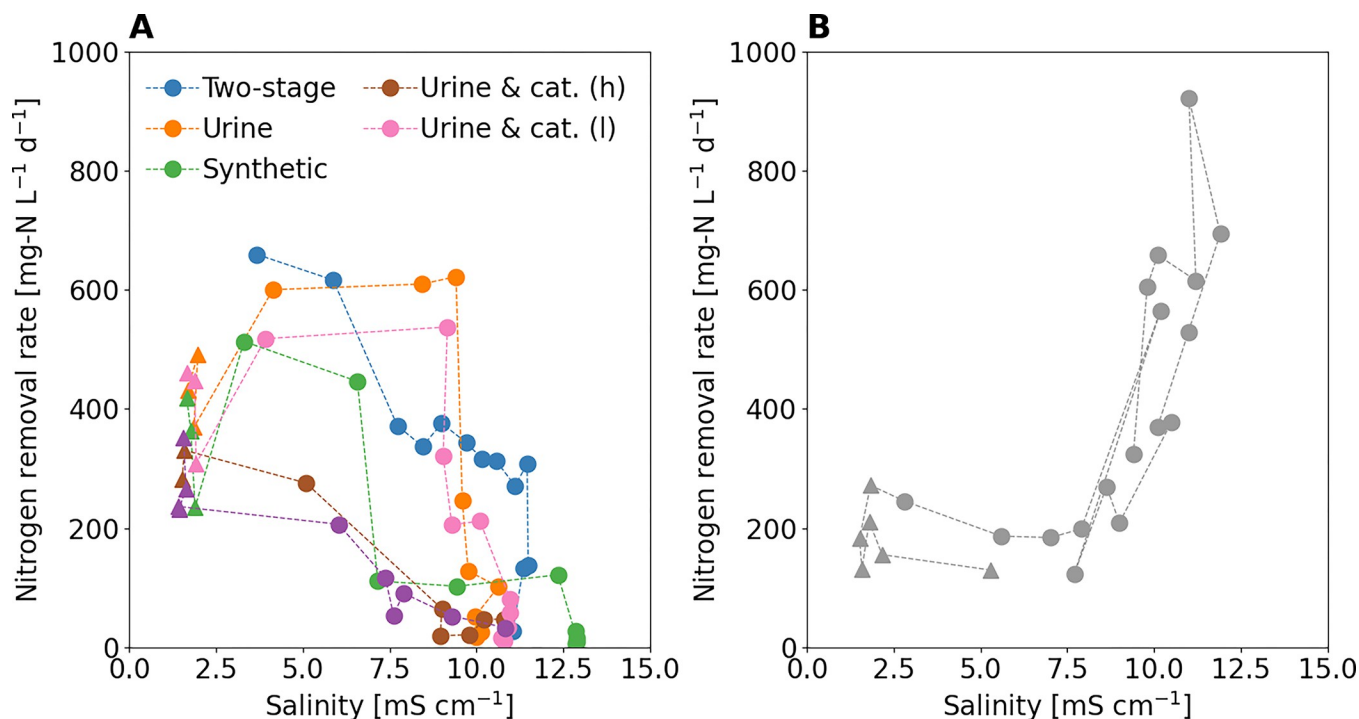 A
Nitrogen removal rate [mg-N L⁻¹ d⁻¹]
1000
800
600
400
200
0
Two-stage
Urine
Synthetic
Urine & cat. (h)
Urine & cat. (l)
0.0 2.5 5.0 7.5 10.0 12.5 15.0
Salinity [mS cm⁻¹]
B
Nitrogen removal rate [mg-N L⁻¹ d⁻¹]
1000
800
600
400
200
0
0.0 2.5 5.0 7.5 10.0 12.5 15.0
Salinity [mS cm⁻¹]